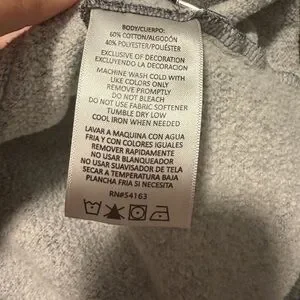 BODY/CUERPO:
60% COTTON/ALGODÓN
40% POLYESTER/POLIÉSTER
EXCLUSIVE OF DECORATION
EXCLUYENDO LA DECORACION
MACHINE WASH COLD WITH
LIKE COLORS ONLY
REMOVE PROMPTLY
DO NOT BLEACH
DO NOT USE FABRIC SOFTENER
TUMBLE DRY LOW
COOL IRON WHEN NEEDED
LAVAR A MAQUINA CON AGUA
FRIA Y CON COLORES IGUALES
REMOVER RAPIDAMENTE
NO USAR BLANQUEADOR
NO USAR SUAVISADOR DE TELA
SECAR A TEMPERATURA BAJA
PLANCHA FRIA SI NECESITA
RN#54163